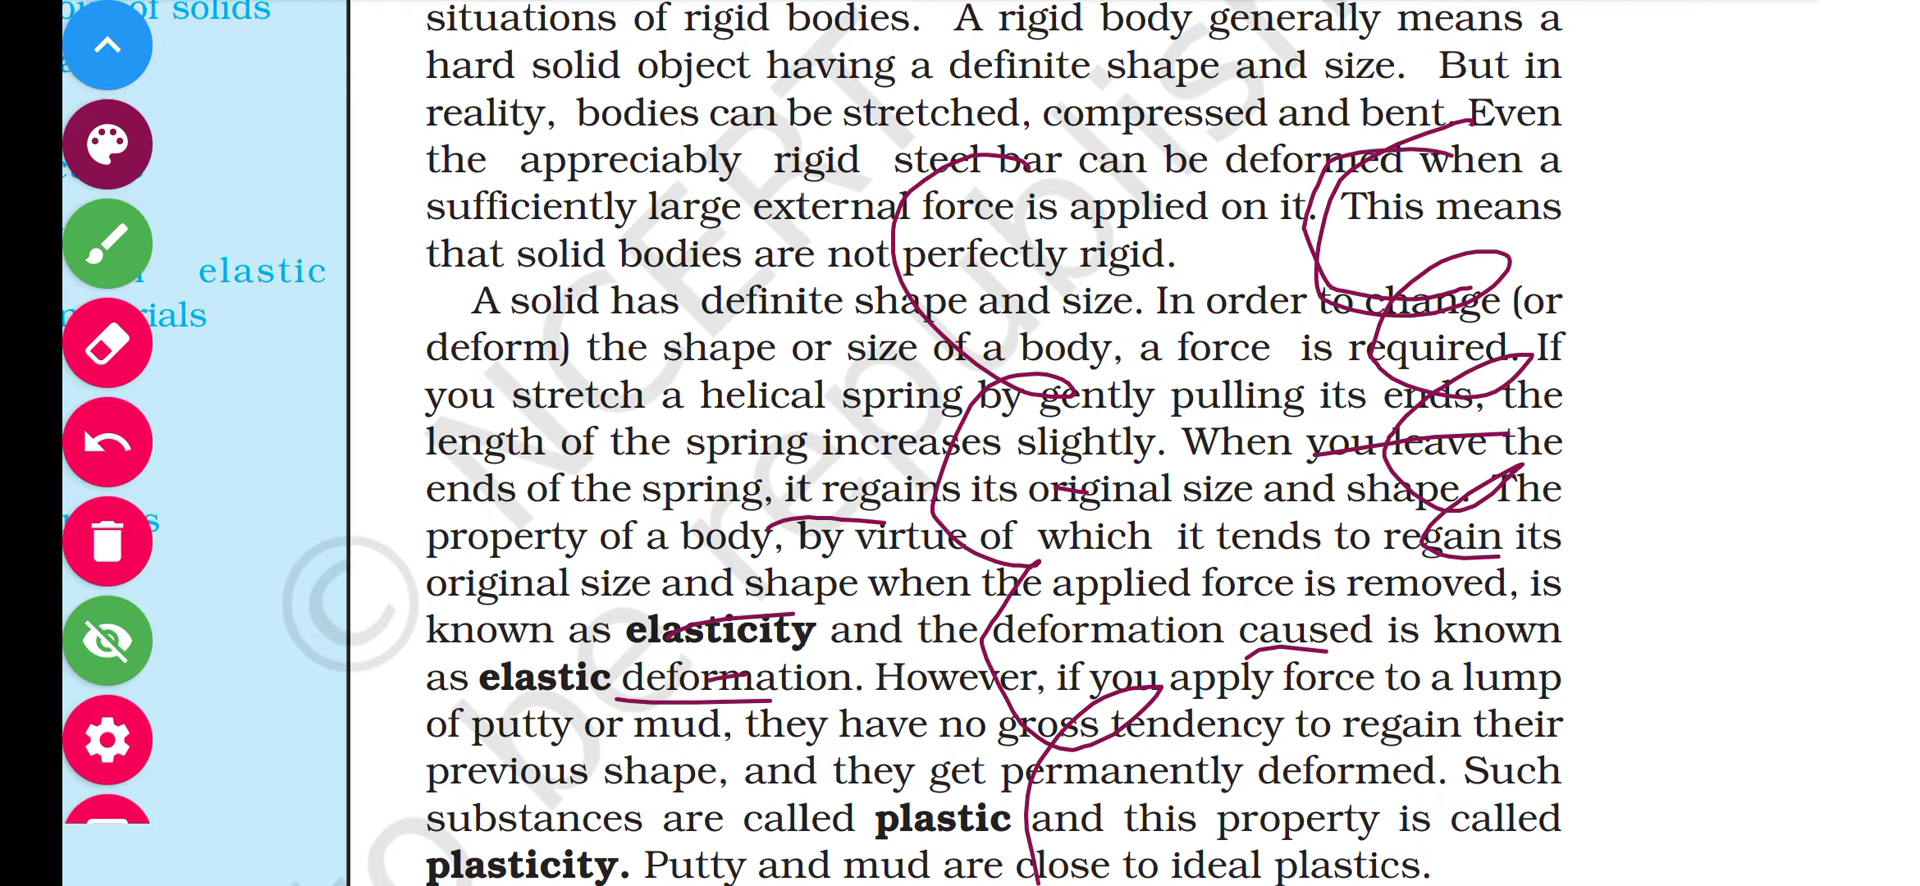 of solids
situations of rigid bodies. A rigid body generally means a
hard solid object having a definite shape and size. But in
reality, bodies can be stretched, compressed and bent. Even
the appreciably rigid steel bar can be deformed when a
sufficiently large external force is applied on it. This means
that solid bodies are not perfectly rigid.
elastic
A solid has definite shape and size. In order to change (or
deform) the shape or size of a body, a force is required. If
you stretch a helical spring by gently pulling its ends, the
length of the spring increases slightly. When you leave the
ends of the spring, it regains its original size and shape. The
property of a body, by virtue of which it tends to regain its
original size and shape when the applied force is removed, is
known as elasticity and the deformation caused is known
as elastic deformation. However, if you apply force to a lump
of putty or mud, they have no gross tendency to regain their
previous shape, and they get permanently deformed. Such
substances are called plastic and this property is called
plasticity. Putty and mud are close to ideal plastics.
© NCERT
be republish